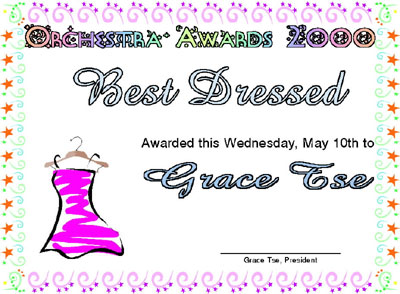 Orchestra Awards 2000
Best Dressed
Awarded this Wednesday, May 10th to
Grace Tse
Grace Tse, President